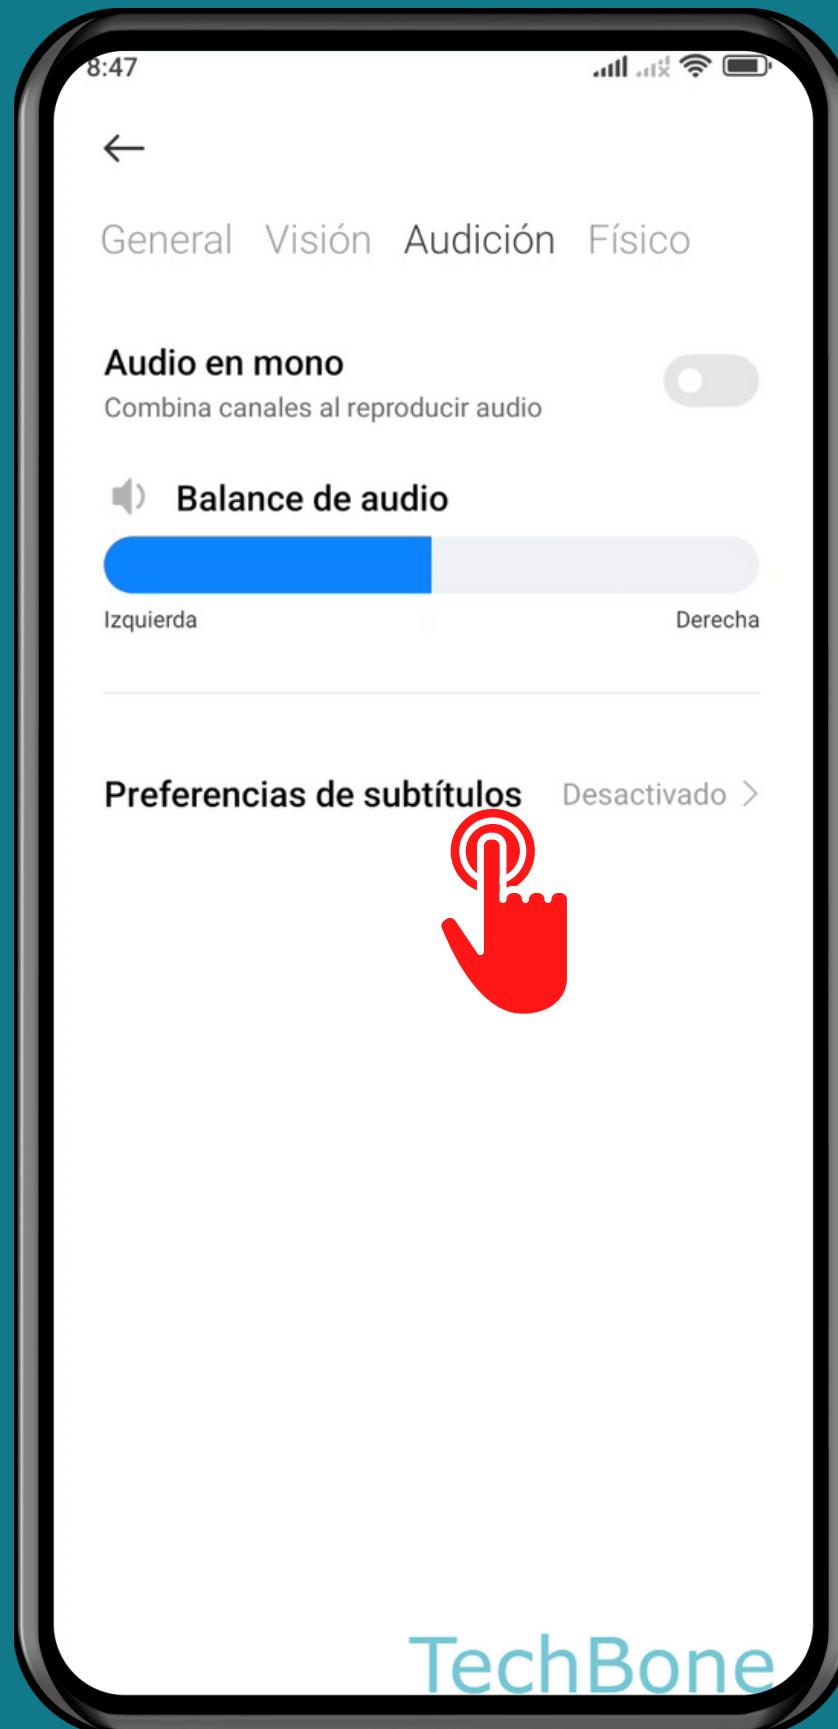 8:47
General Visión Audición Físico
Audio en mono
Combina canales al reproducir audio
Balance de audio
Izquierda Derecha
Preferencias de subtítulos Desactivado
TechBone